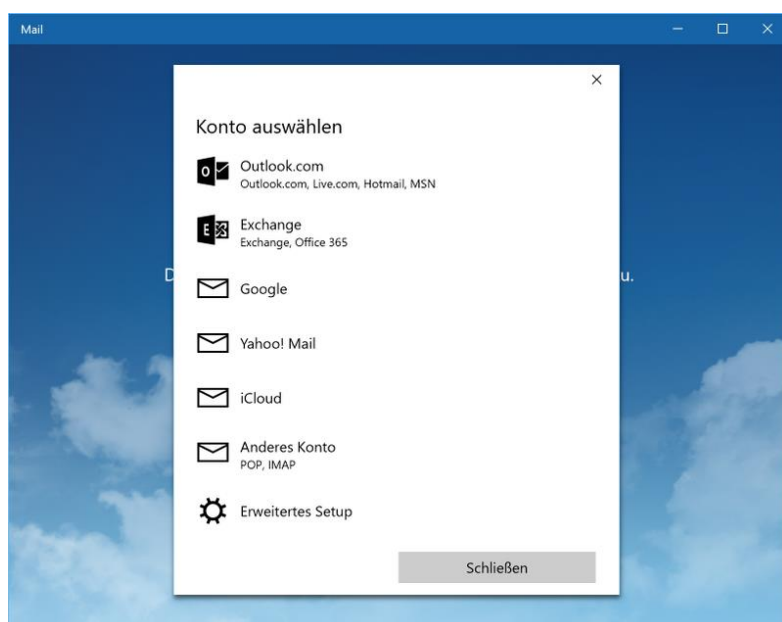 Mail
Konto auswählen
Outlook.com
Outlook.com, Live.com, Hotmail, MSN
Exchange
Exchange, Office 365
D
u.
Google
Yahoo! Mail
iCloud
Anderes Konto
POP, IMAP
Erweitertes Setup
Schließen